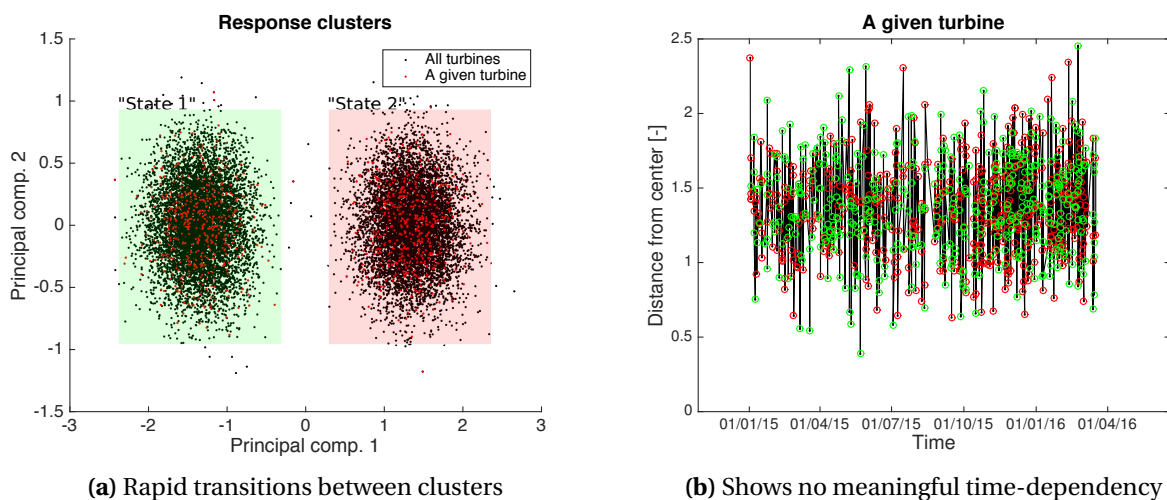 Response clusters
1.5
1
0.5
0
-0.5
-1
-1.5
Principal comp. 2
All turbines
A given turbine
"State 1"
"State 2"
-3
-2
-1
0
1
2
3
Principal comp. 1
(a) Rapid transitions between clusters
A given turbine
2.5
2
1.5
1
0.5
0
Distance from center [-]
01/01/15
01/04/15
01/07/15
01/10/15
01/01/16
01/04/16
Time
(b) Shows no meaningful time-dependency